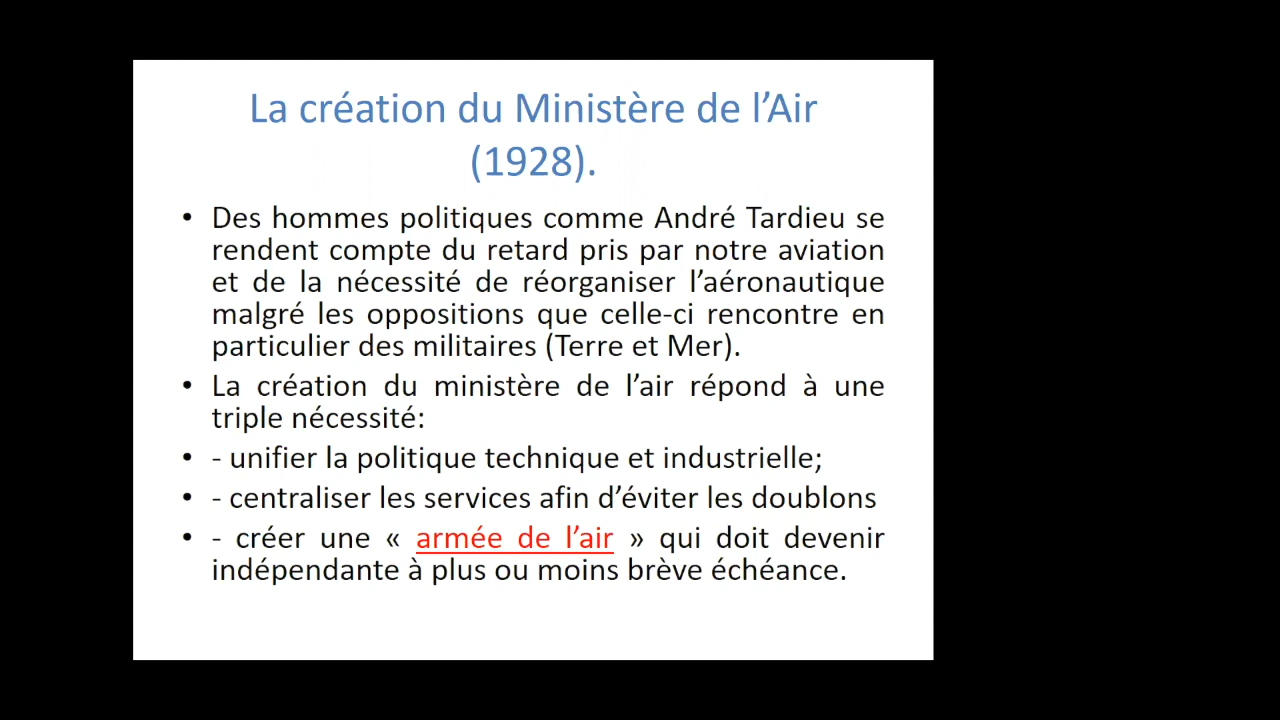 La création du Ministère de l'Air
(1928).
• Des hommes politiques comme André Tardieu se
rendent compte du retard pris par notre aviation
et de la nécessité de réorganiser l'aéronautique
malgré les oppositions que celle-ci rencontre en
particulier des militaires (Terre et Mer).
• La création du ministère de l'air répond à une
triple nécessité:
• - unifier la politique technique et industrielle;
• - centraliser les services afin d'éviter les doublons
• - créer une « armée de l'air » qui doit devenir
indépendante à plus ou moins brève échéance.